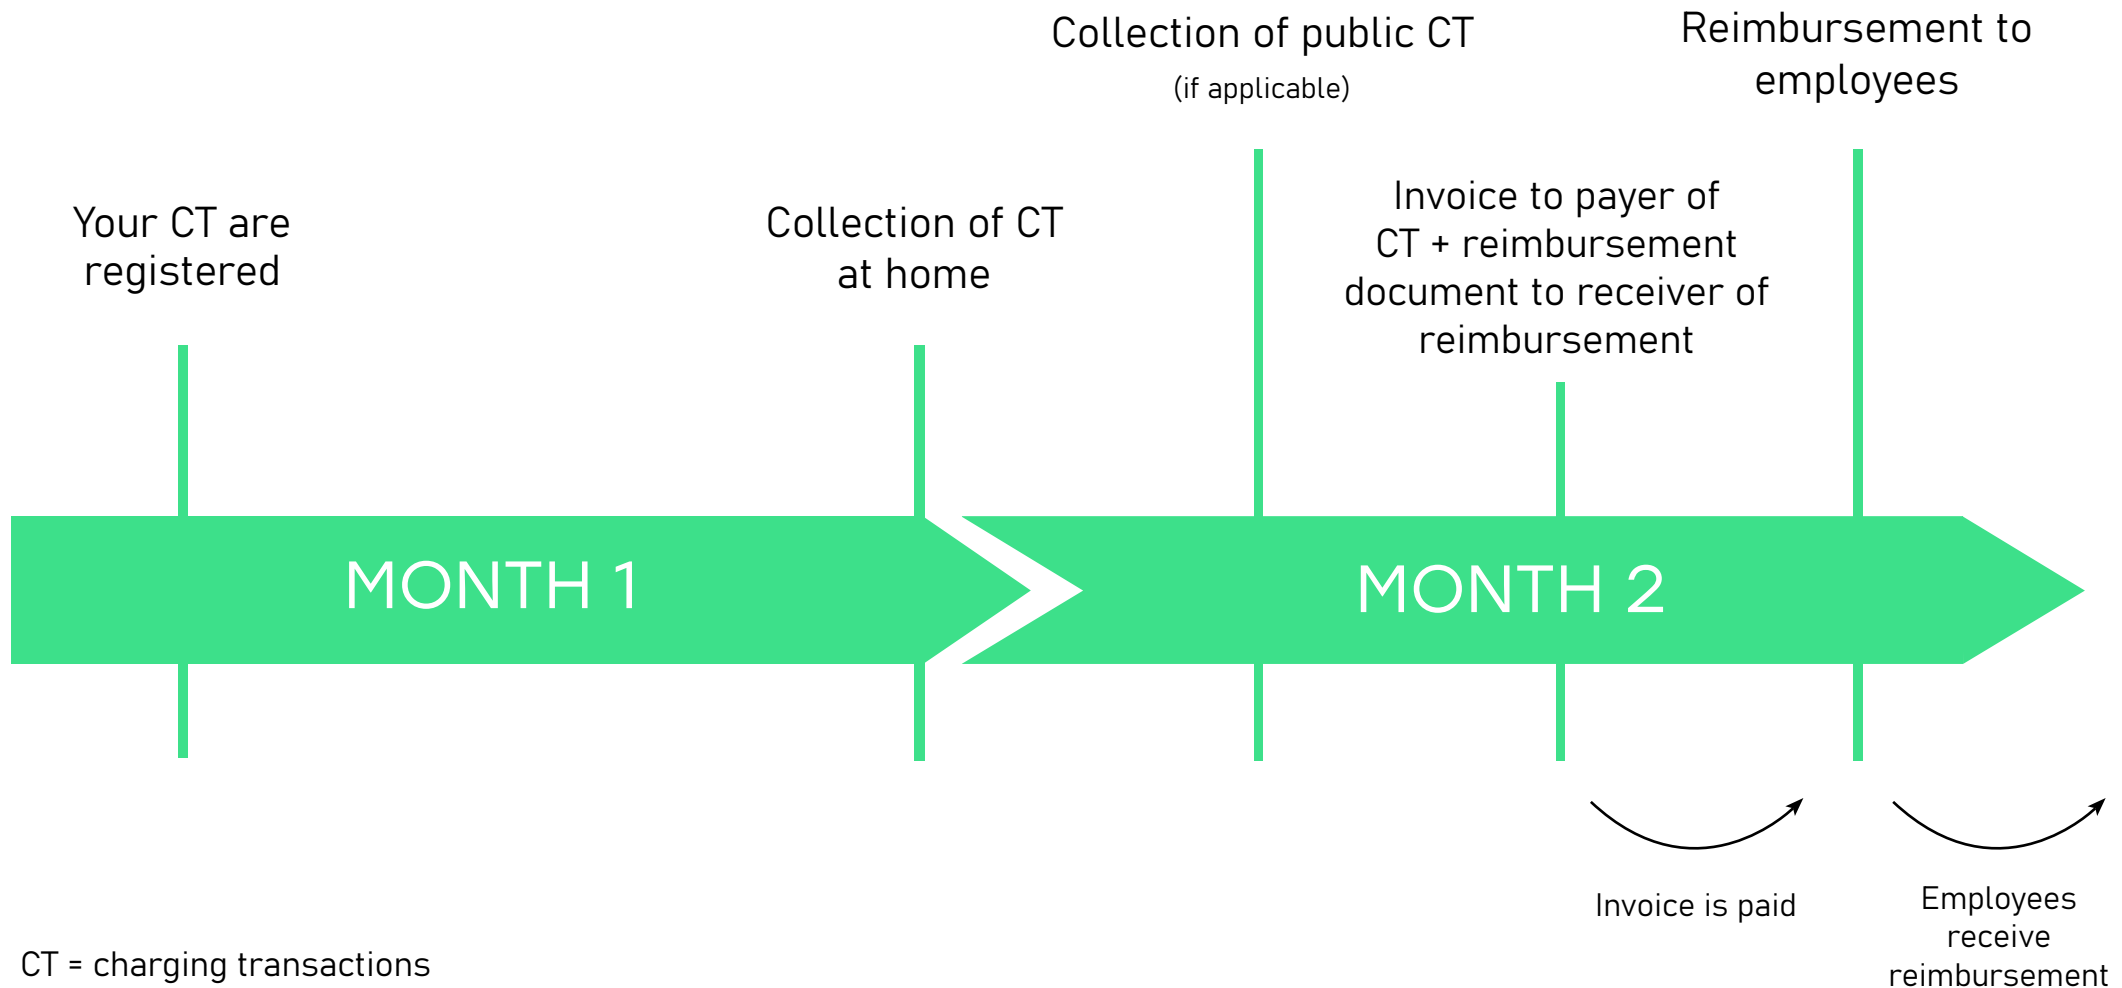 Collection of public CT
(if applicable)
Reimbursement to
employees
Your CT are
registered
Collection of CT
at home
Invoice to payer of
CT + reimbursement
document to receiver of
reimbursement
MONTH 1
MONTH 2
Invoice is paid
Employees
receive
reimbursement
CT = charging transactions